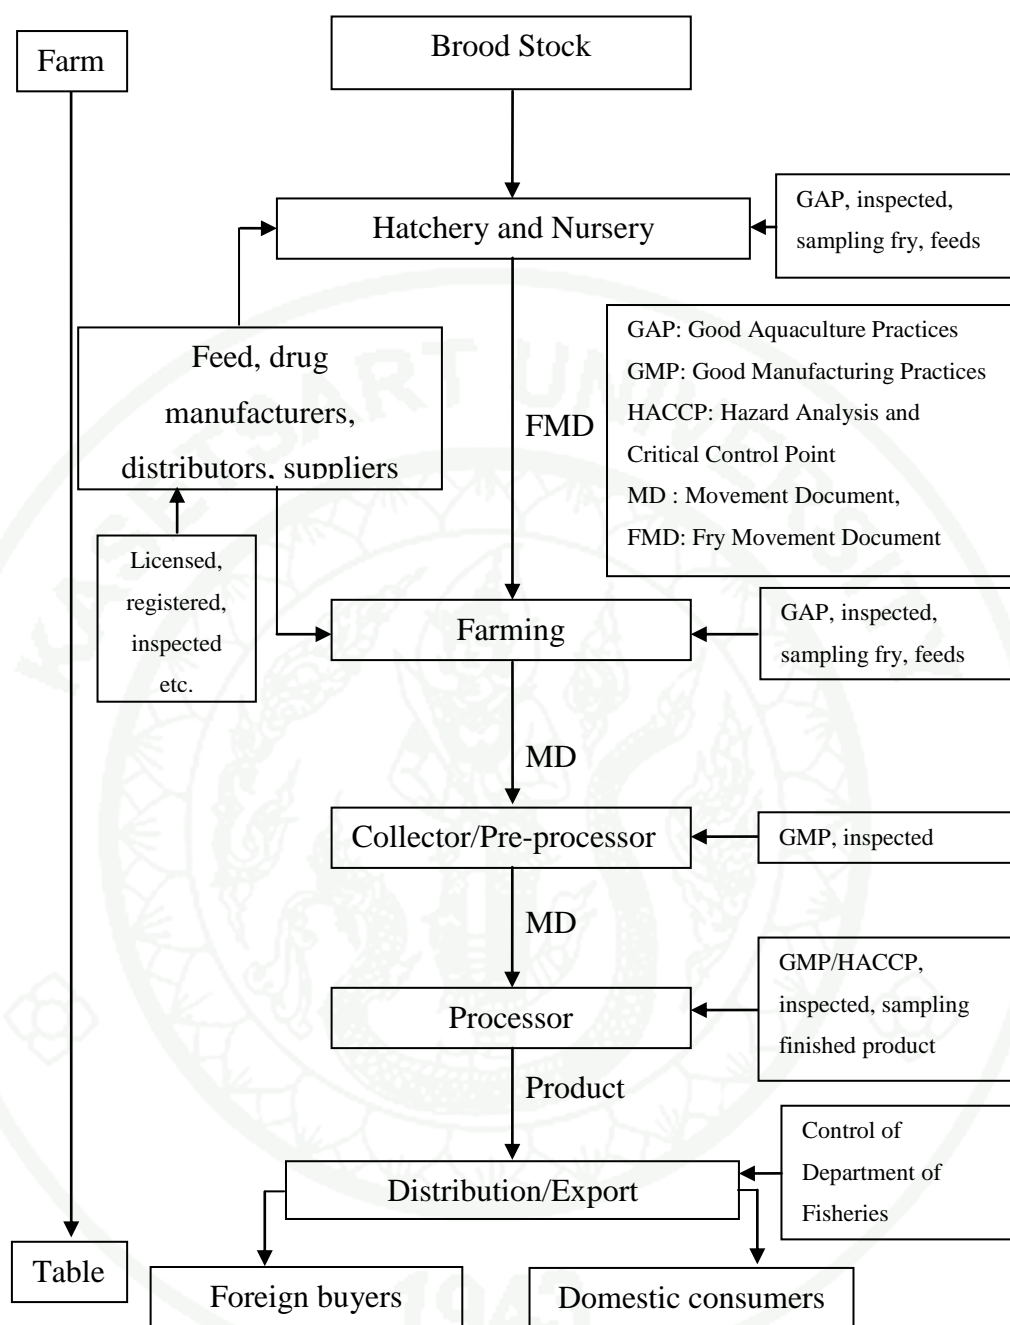 Farm
Brood Stock
Hatchery and Nursery
GAP, inspected,
sampling fry, feeds
Feed, drug
manufacturers,
distributors, suppliers
FMD
GAP: Good Aquaculture Practices
GMP: Good Manufacturing Practices
HACCP: Hazard Analysis and
Critical Control Point
MD : Movement Document,
FMD: Fry Movement Document
Licensed,
registered,
inspected
etc.
Farming
GAP, inspected,
sampling fry, feeds
MD
Collector/Pre-processor
GMP, inspected
MD
Processor
GMP/HACCP,
inspected, sampling
finished product
Product
Distribution/Export
Control of
Department of
Fisheries
Table
Foreign buyers
Domestic consumers
KASETSART UNIVERSITY
1943